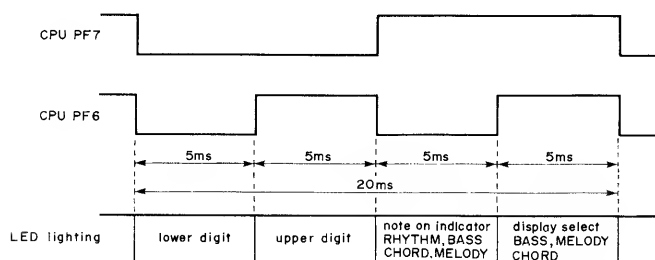 CPU PF7
CPU PF6
5ms 5ms 5ms 5ms
20ms
LED lighting
lower digit
upper digit
note on indicator
RHYTHM, BASS
CHORD, MELODY
display select
BASS, MELODY
CHORD